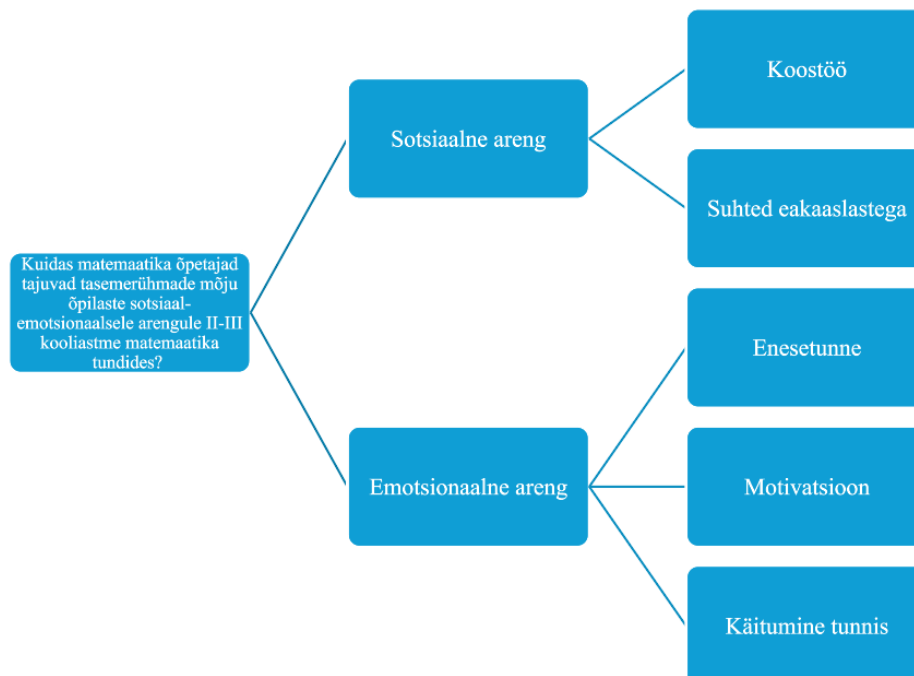 Kuidas matemaatika õpetajad
tajuvad tasemerühmade mõju
õpilaste sotsiaal-
emotsionaalsele arengule II-III
kooliastme matemaatika
tundides?
Sotsiaalne areng
Koostöö
Suhted eakaaslastega
Emotsionaalne areng
Enesetunne
Motivatsioon
Käitumine tunnis